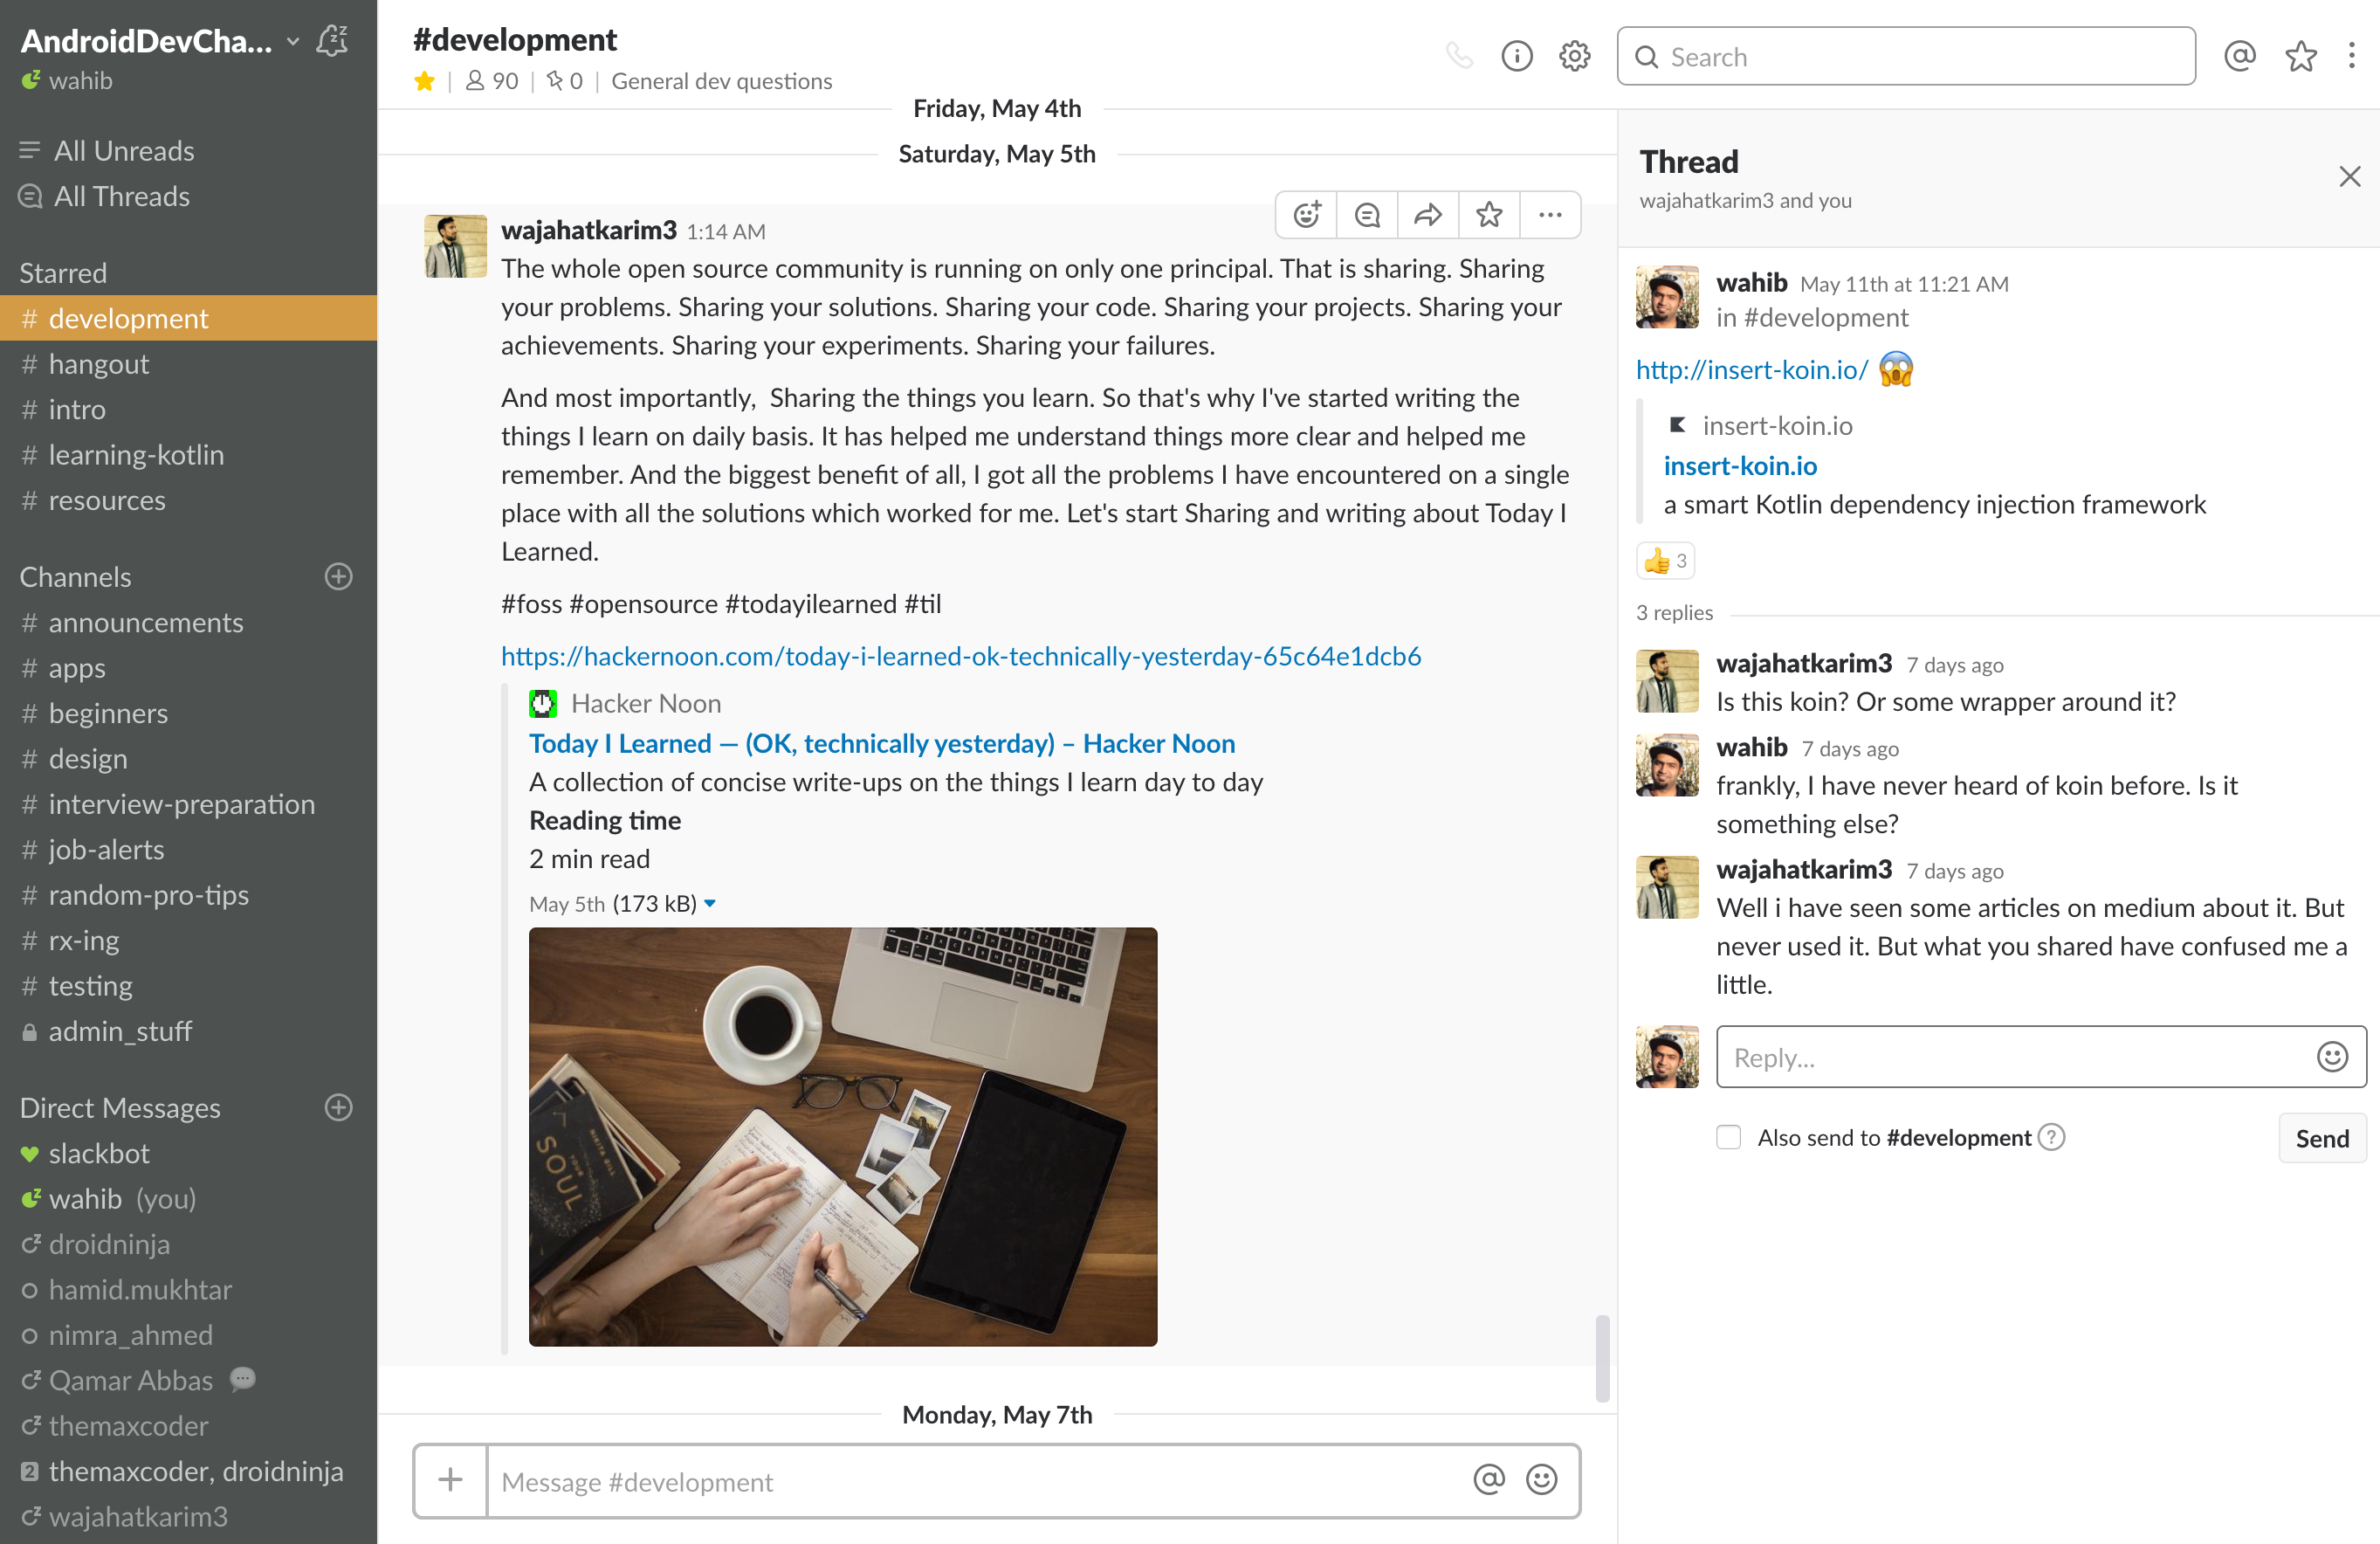 AndroidDevCha...
wahib
All Unreads
All Threads
Starred
# development
# hangout
# intro
# learning-kotlin
# resources
Channels
# announcements
# apps
# beginners
# design
# interview-preparation
# job-alerts
# random-pro-tips
# rx-ing
# testing
admin_stuff
Direct Messages
slackbot
wahib (you)
droidninja
hamid.mukhtar
nimra_ahmed
Qamar Abbas
themaxcoder
2 themaxcoder, droidninja
wajahatkarim3
#development
90 | 0 | General dev questions
Search
Friday, May 4th
Saturday, May 5th
wajahatkarim3 1:14 AM
The whole open source community is running on only one principal. That is sharing. Sharing
your problems. Sharing your solutions. Sharing your code. Sharing your projects. Sharing your
achievements. Sharing your experiments. Sharing your failures.
And most importantly,  Sharing the things you learn. So that's why I've started writing the
things I learn on daily basis. It has helped me understand things more clear and helped me
remember. And the biggest benefit of all, I got all the problems I have encountered on a single
place with all the solutions which worked for me. Let's start Sharing and writing about Today I
Learned.
#foss #opensource #todayilearned #til
https://hackernoon.com/today-i-learned-ok-technically-yesterday-65c64e1dcb6
Hacker Noon
Today I Learned — (OK, technically yesterday) – Hacker Noon
A collection of concise write-ups on the things I learn day to day
Reading time
2 min read
May 5th (173 kB)
YOUR
SOUL
NIKITA GILL
Monday, May 7th
Message #development
Thread
wajahatkarim3 and you
wahib May 11th at 11:21 AM
in #development
http://insert-koin.io/ 😱
insert-koin.io
insert-koin.io
a smart Kotlin dependency injection framework
👍 3
3 replies
wajahatkarim3 7 days ago
Is this koin? Or some wrapper around it?
wahib 7 days ago
frankly, I have never heard of koin before. Is it
something else?
wajahatkarim3 7 days ago
Well i have seen some articles on medium about it. But
never used it. But what you shared have confused me a
little.
Reply...
Also send to #development ?
Send